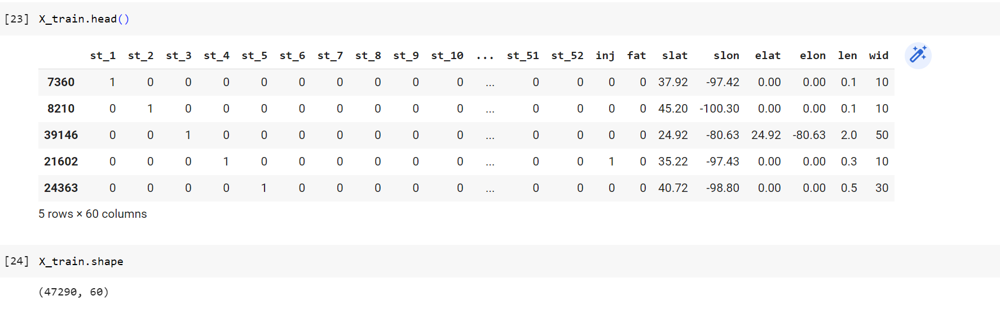 [23] X_train.head()
st_1 st_2 st_3 st_4 st_5 st_6 st_7 st_8 st_9 st_10 ... st_51 st_52 inj fat slat slon elat elon len wid
7360 1 0 0 0 0 0 0 0 0 0 ... 0 0 0 0 37.92 -97.42 0.00 0.00 0.1 10
8210 0 1 0 0 0 0 0 0 0 0 ... 0 0 0 0 45.20 -100.30 0.00 0.00 0.1 10
39146 0 0 1 0 0 0 0 0 0 0 ... 0 0 0 0 24.92 -80.63 24.92 -80.63 2.0 50
21602 0 0 0 1 0 0 0 0 0 0 ... 0 0 1 0 35.22 -97.43 0.00 0.00 0.3 10
24363 0 0 0 0 1 0 0 0 0 0 ... 0 0 0 0 40.72 -98.80 0.00 0.00 0.5 30
5 rows × 60 columns
[24] X_train.shape
(47290, 60)